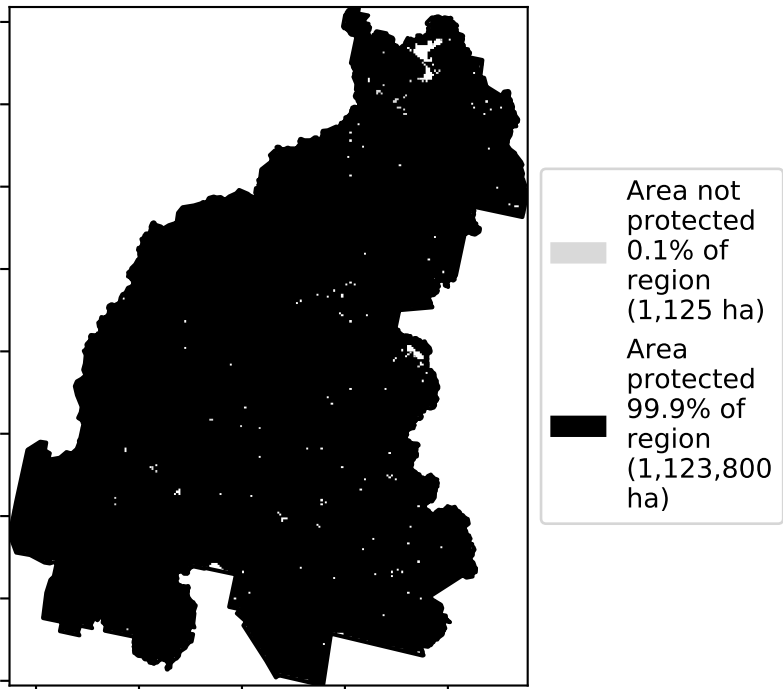 Area not
protected
0.1% of
region
(1,125 ha)
Area
protected
99.9% of
region
(1,123,800
ha)